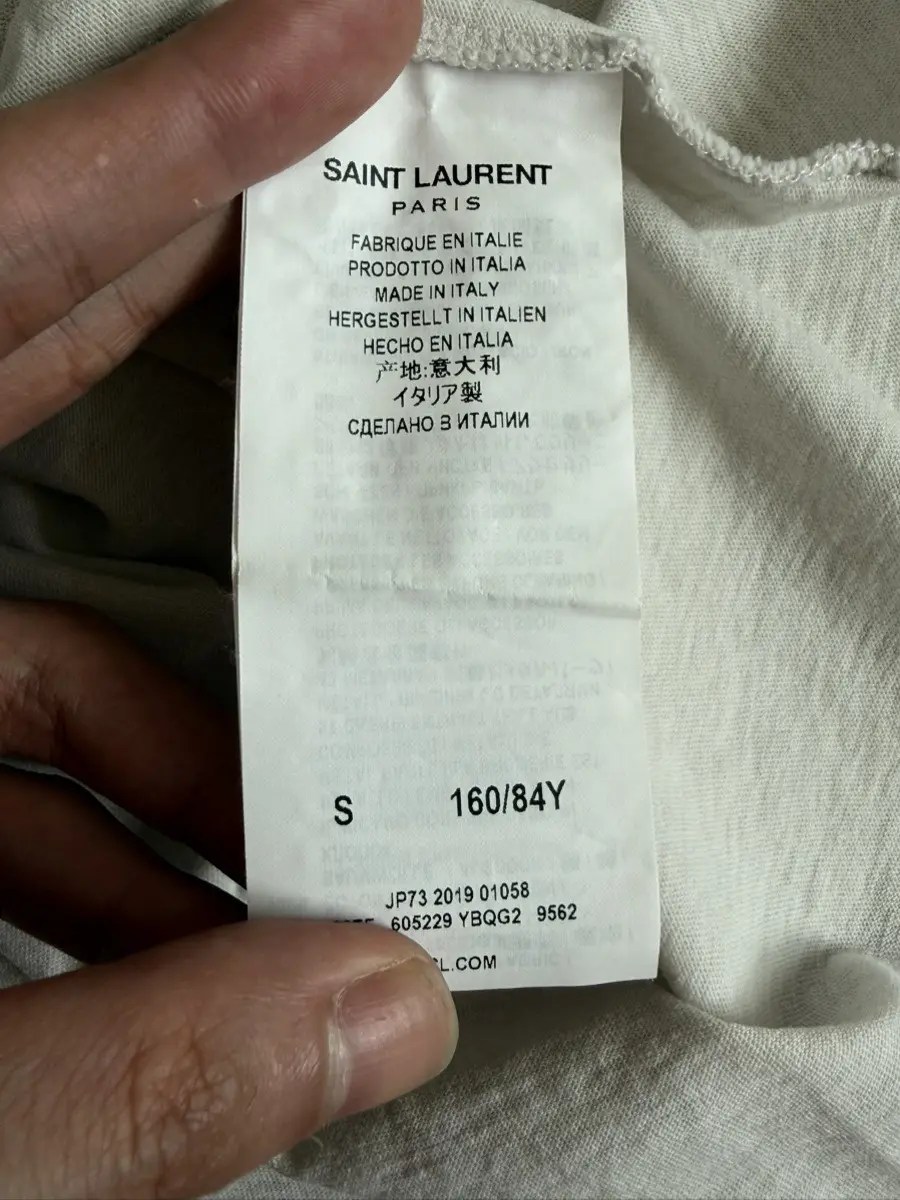 SAINT LAURENT
PARIS
FABRIQUE EN ITALIE
PRODOTTO IN ITALIA
MADE IN ITALY
HERGESTELLT IN ITALIEN
HECHO EN ITALIA
产地:意大利
イタリア製
СДЕЛАНО В ИТАЛИИ
S 160/84Y
JP73 2019 01058
605229 YBQG2 9562
.COM